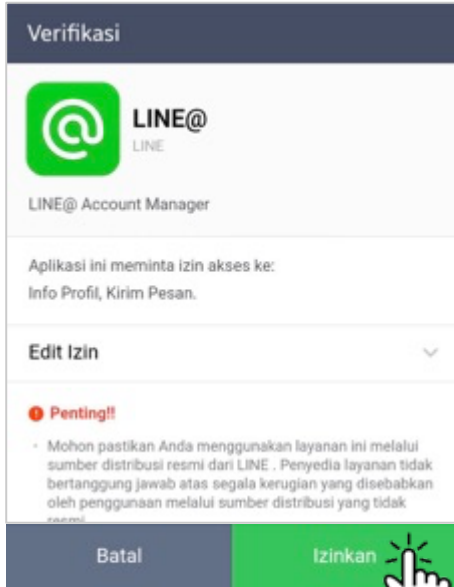 Verifikasi
LINE@
LINE
LINE@ Account Manager
Aplikasi ini meminta izin akses ke:
Info Profil, Kirim Pesan.
Edit Izin
Penting!!
· Mohon pastikan Anda menggunakan layanan ini melalui
sumber distribusi resmi dari LINE . Penyedia layanan tidak
bertanggung jawab atas segala kerugian yang disebabkan
oleh penggunaan melalui sumber distribusi yang tidak
resmi
Batal
Izinkan